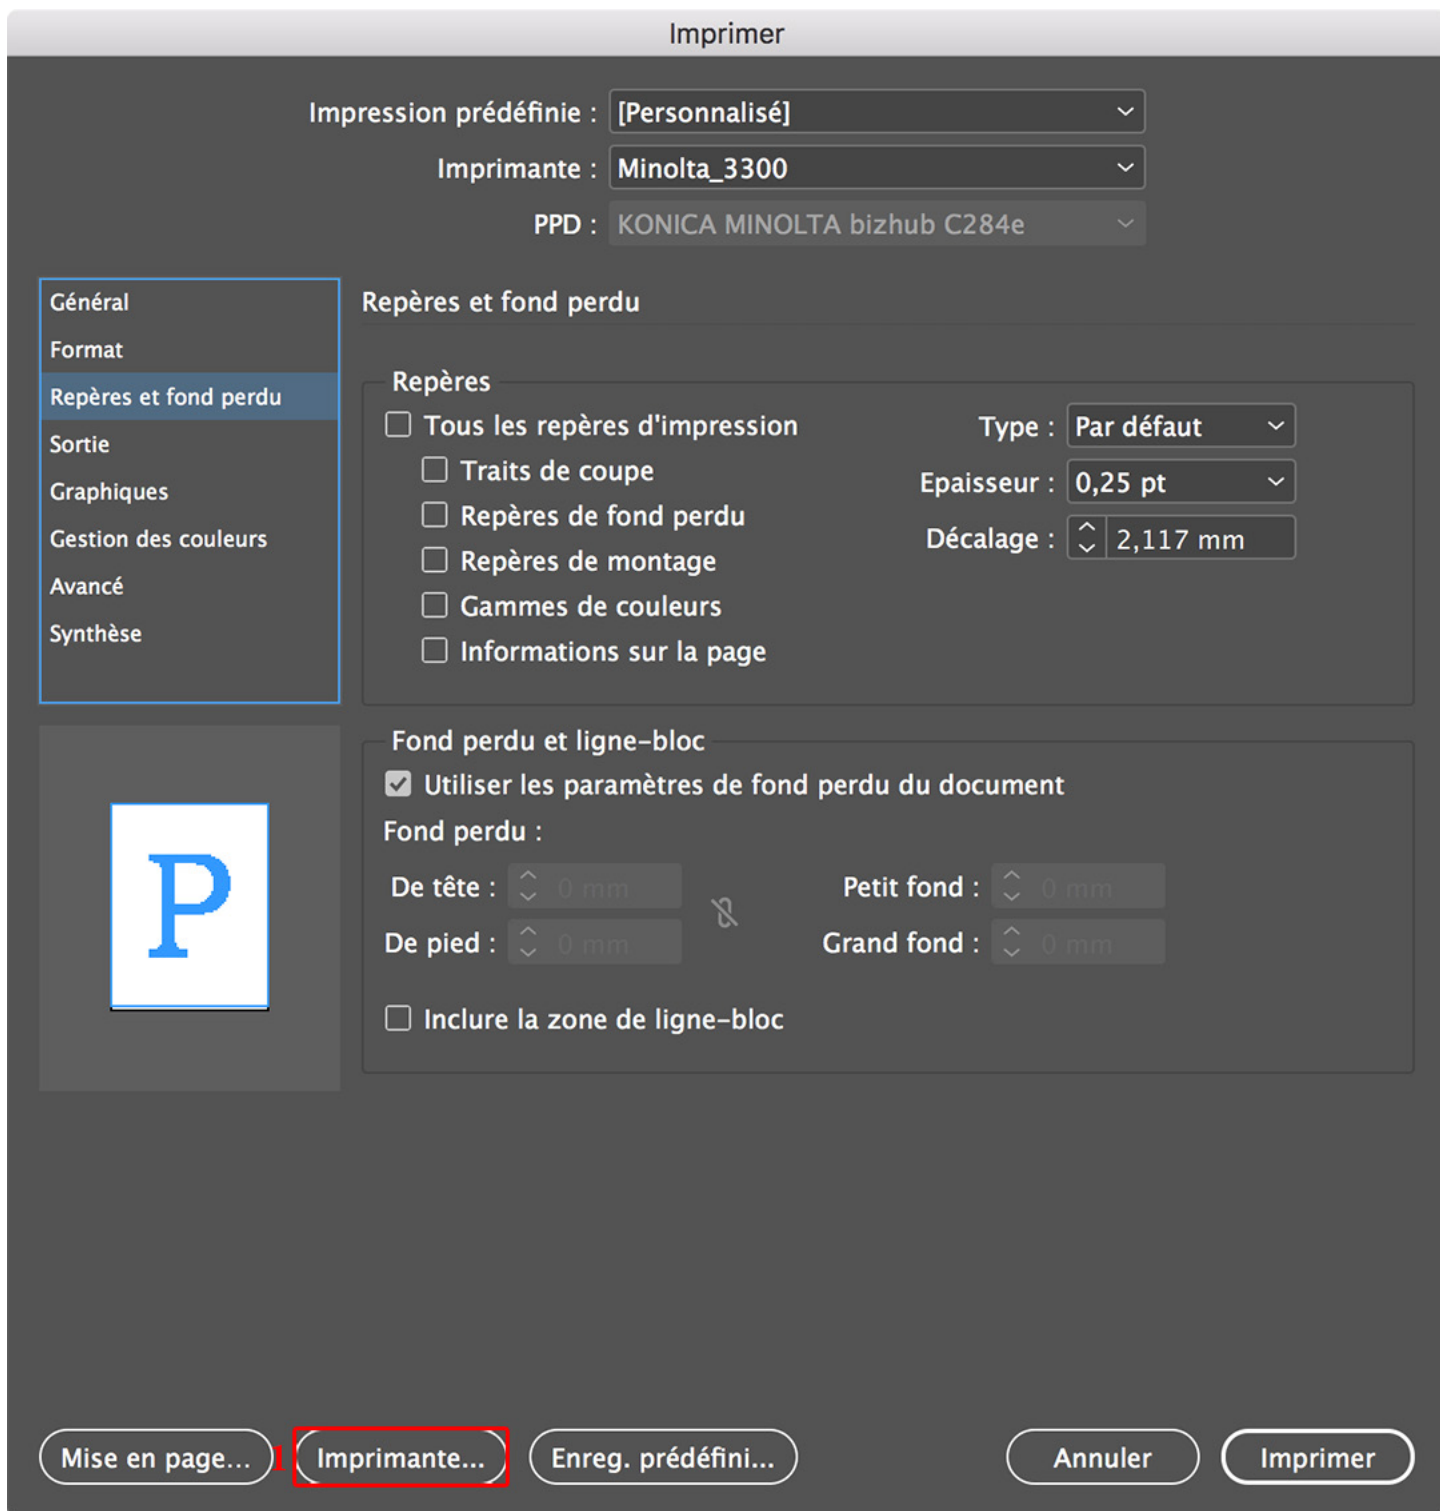 Imprimer
Impression prédéfinie : [Personnalisé]
Imprimante : Minolta_3300
PPD : KONICA MINOLTA bizhub C284e
Général
Format
Repères et fond perdu
Sortie
Graphiques
Gestion des couleurs
Avancé
Synthèse
Repères et fond perdu
Repères
Tous les repères d'impression
Traits de coupe
Repères de fond perdu
Repères de montage
Gammes de couleurs
Informations sur la page
Type : Par défaut
Epaisseur : 0,25 pt
Décalage : 2,117 mm
P
Fond perdu et ligne-bloc
Utiliser les paramètres de fond perdu du document
Fond perdu :
De tête : 0 mm
Petit fond : 0 mm
De pied : 0 mm
Grand fond : 0 mm
Inclure la zone de ligne-bloc
Mise en page... 1 Imprimante... Enreg. prédéfini... Annuler Imprimer